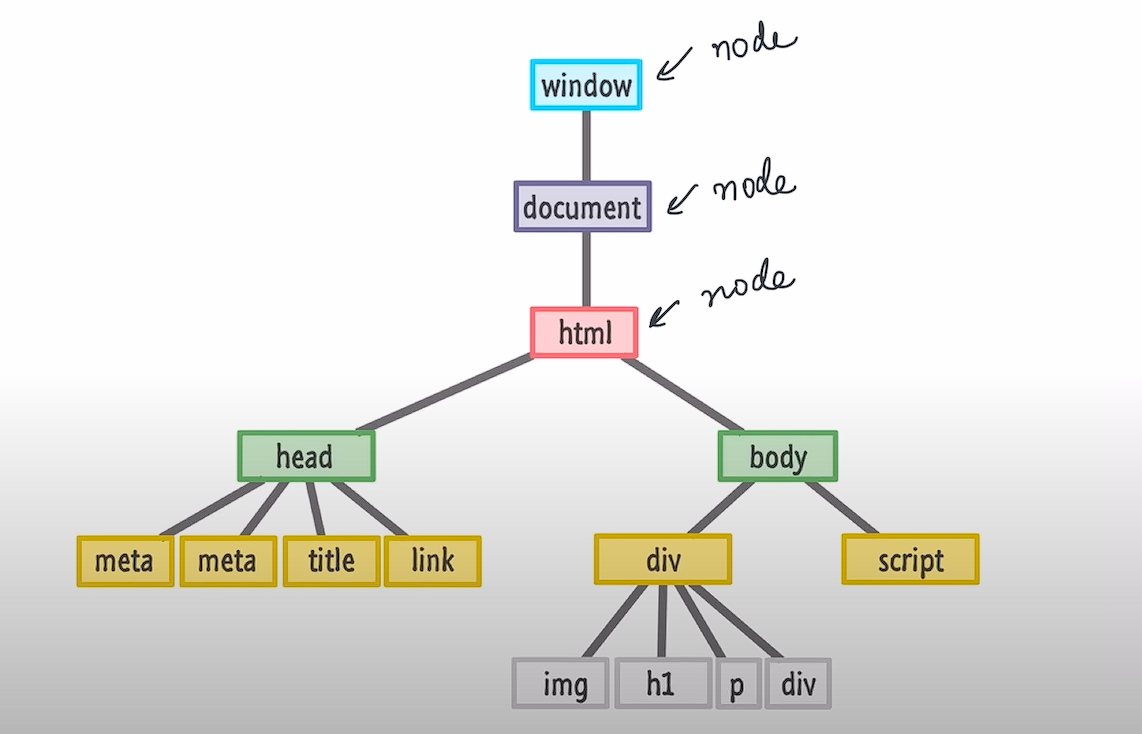 node
window
node
document
node
html
head
body
meta
meta
title
link
div
script
img
h1
p
div